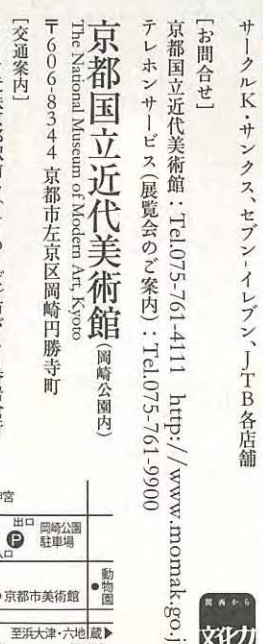 サークルK・サンクス、セブン-イレブン、JTB各店舗
[お問合せ]
京都国立近代美術館：Tel.075-761-4111　http://www.momak.go.j
テレホンサービス(展覧会のご案内)：Tel.075-761-9900
京都国立近代美術館(岡崎公園内)
The National Museum of Modern Art, Kyoto
〒606-8344 京都市左京区岡崎円勝寺町
[交通案内]
出口
P
岡崎公園
駐車場
動物園
京都市美術館
至浜大津・六地蔵▶
関西から
文化力